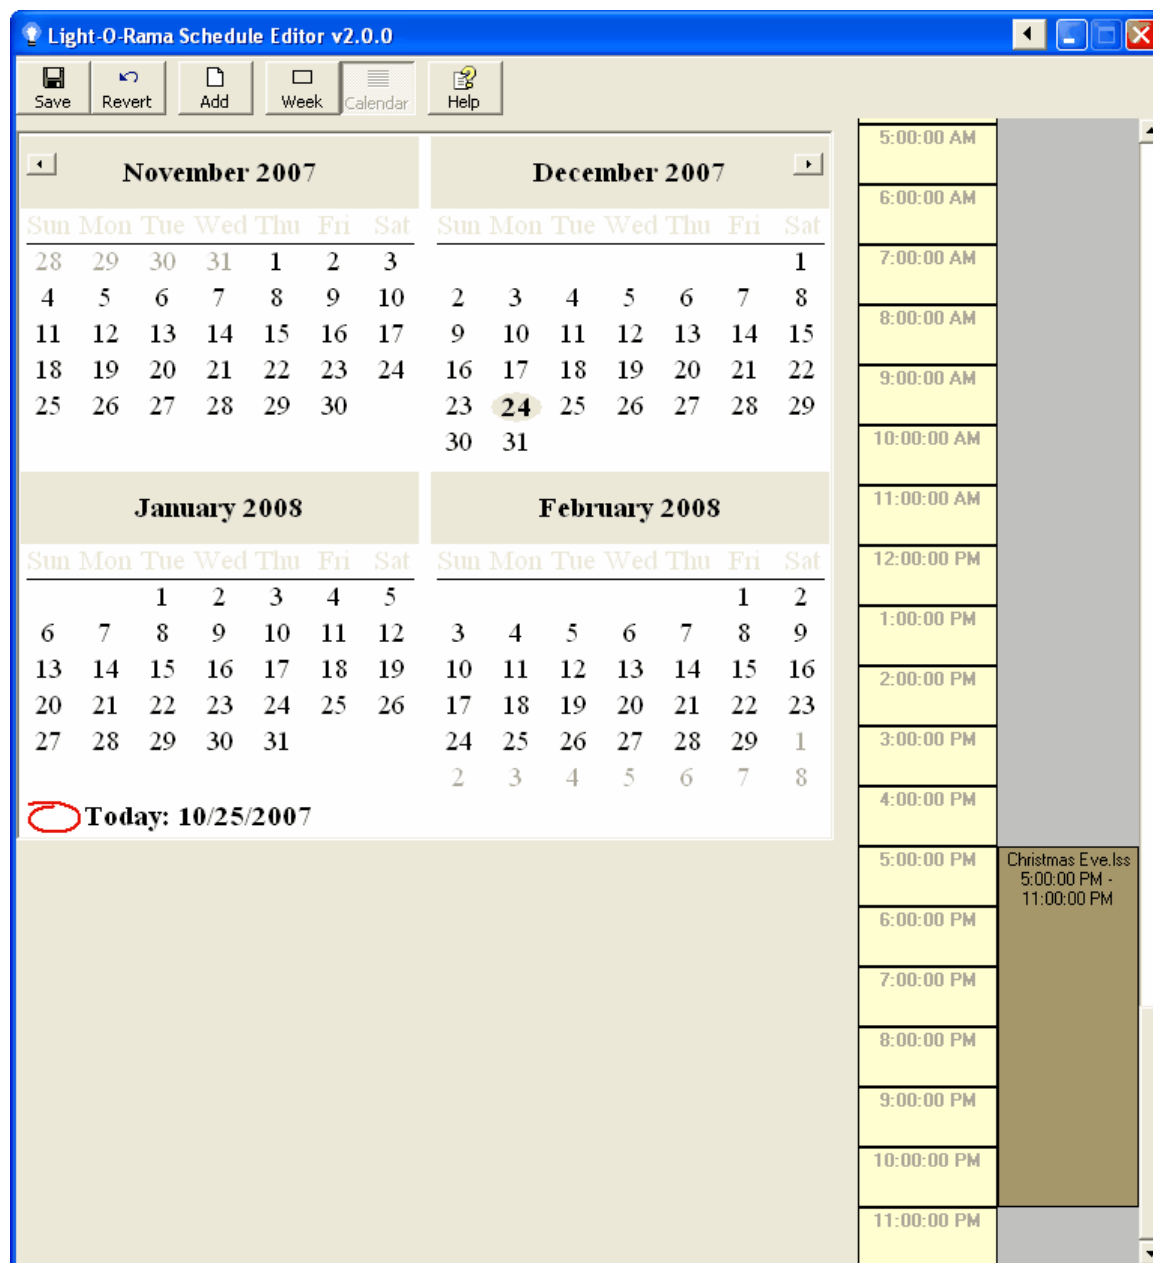 Light-O-Rama Schedule Editor v2.0.0
Save Revert Add Week Calendar Help
November 2007
Sun Mon Tue Wed Thu Fri Sat
28 29 30 31 1 2 3
4 5 6 7 8 9 10
11 12 13 14 15 16 17
18 19 20 21 22 23 24
25 26 27 28 29 30
December 2007
Sun Mon Tue Wed Thu Fri Sat
1
2 3 4 5 6 7 8
9 10 11 12 13 14 15
16 17 18 19 20 21 22
23 24 25 26 27 28 29
30 31
January 2008
Sun Mon Tue Wed Thu Fri Sat
1 2 3 4 5
6 7 8 9 10 11 12
13 14 15 16 17 18 19
20 21 22 23 24 25 26
27 28 29 30 31
February 2008
Sun Mon Tue Wed Thu Fri Sat
1 2
3 4 5 6 7 8 9
10 11 12 13 14 15 16
17 18 19 20 21 22 23
24 25 26 27 28 29 1
2 3 4 5 6 7 8
Today: 10/25/2007
5:00:00 AM
6:00:00 AM
7:00:00 AM
8:00:00 AM
9:00:00 AM
10:00:00 AM
11:00:00 AM
12:00:00 PM
1:00:00 PM
2:00:00 PM
3:00:00 PM
4:00:00 PM
5:00:00 PM
6:00:00 PM
7:00:00 PM
8:00:00 PM
9:00:00 PM
10:00:00 PM
11:00:00 PM
Christmas Eve.lss
5:00:00 PM -
11:00:00 PM